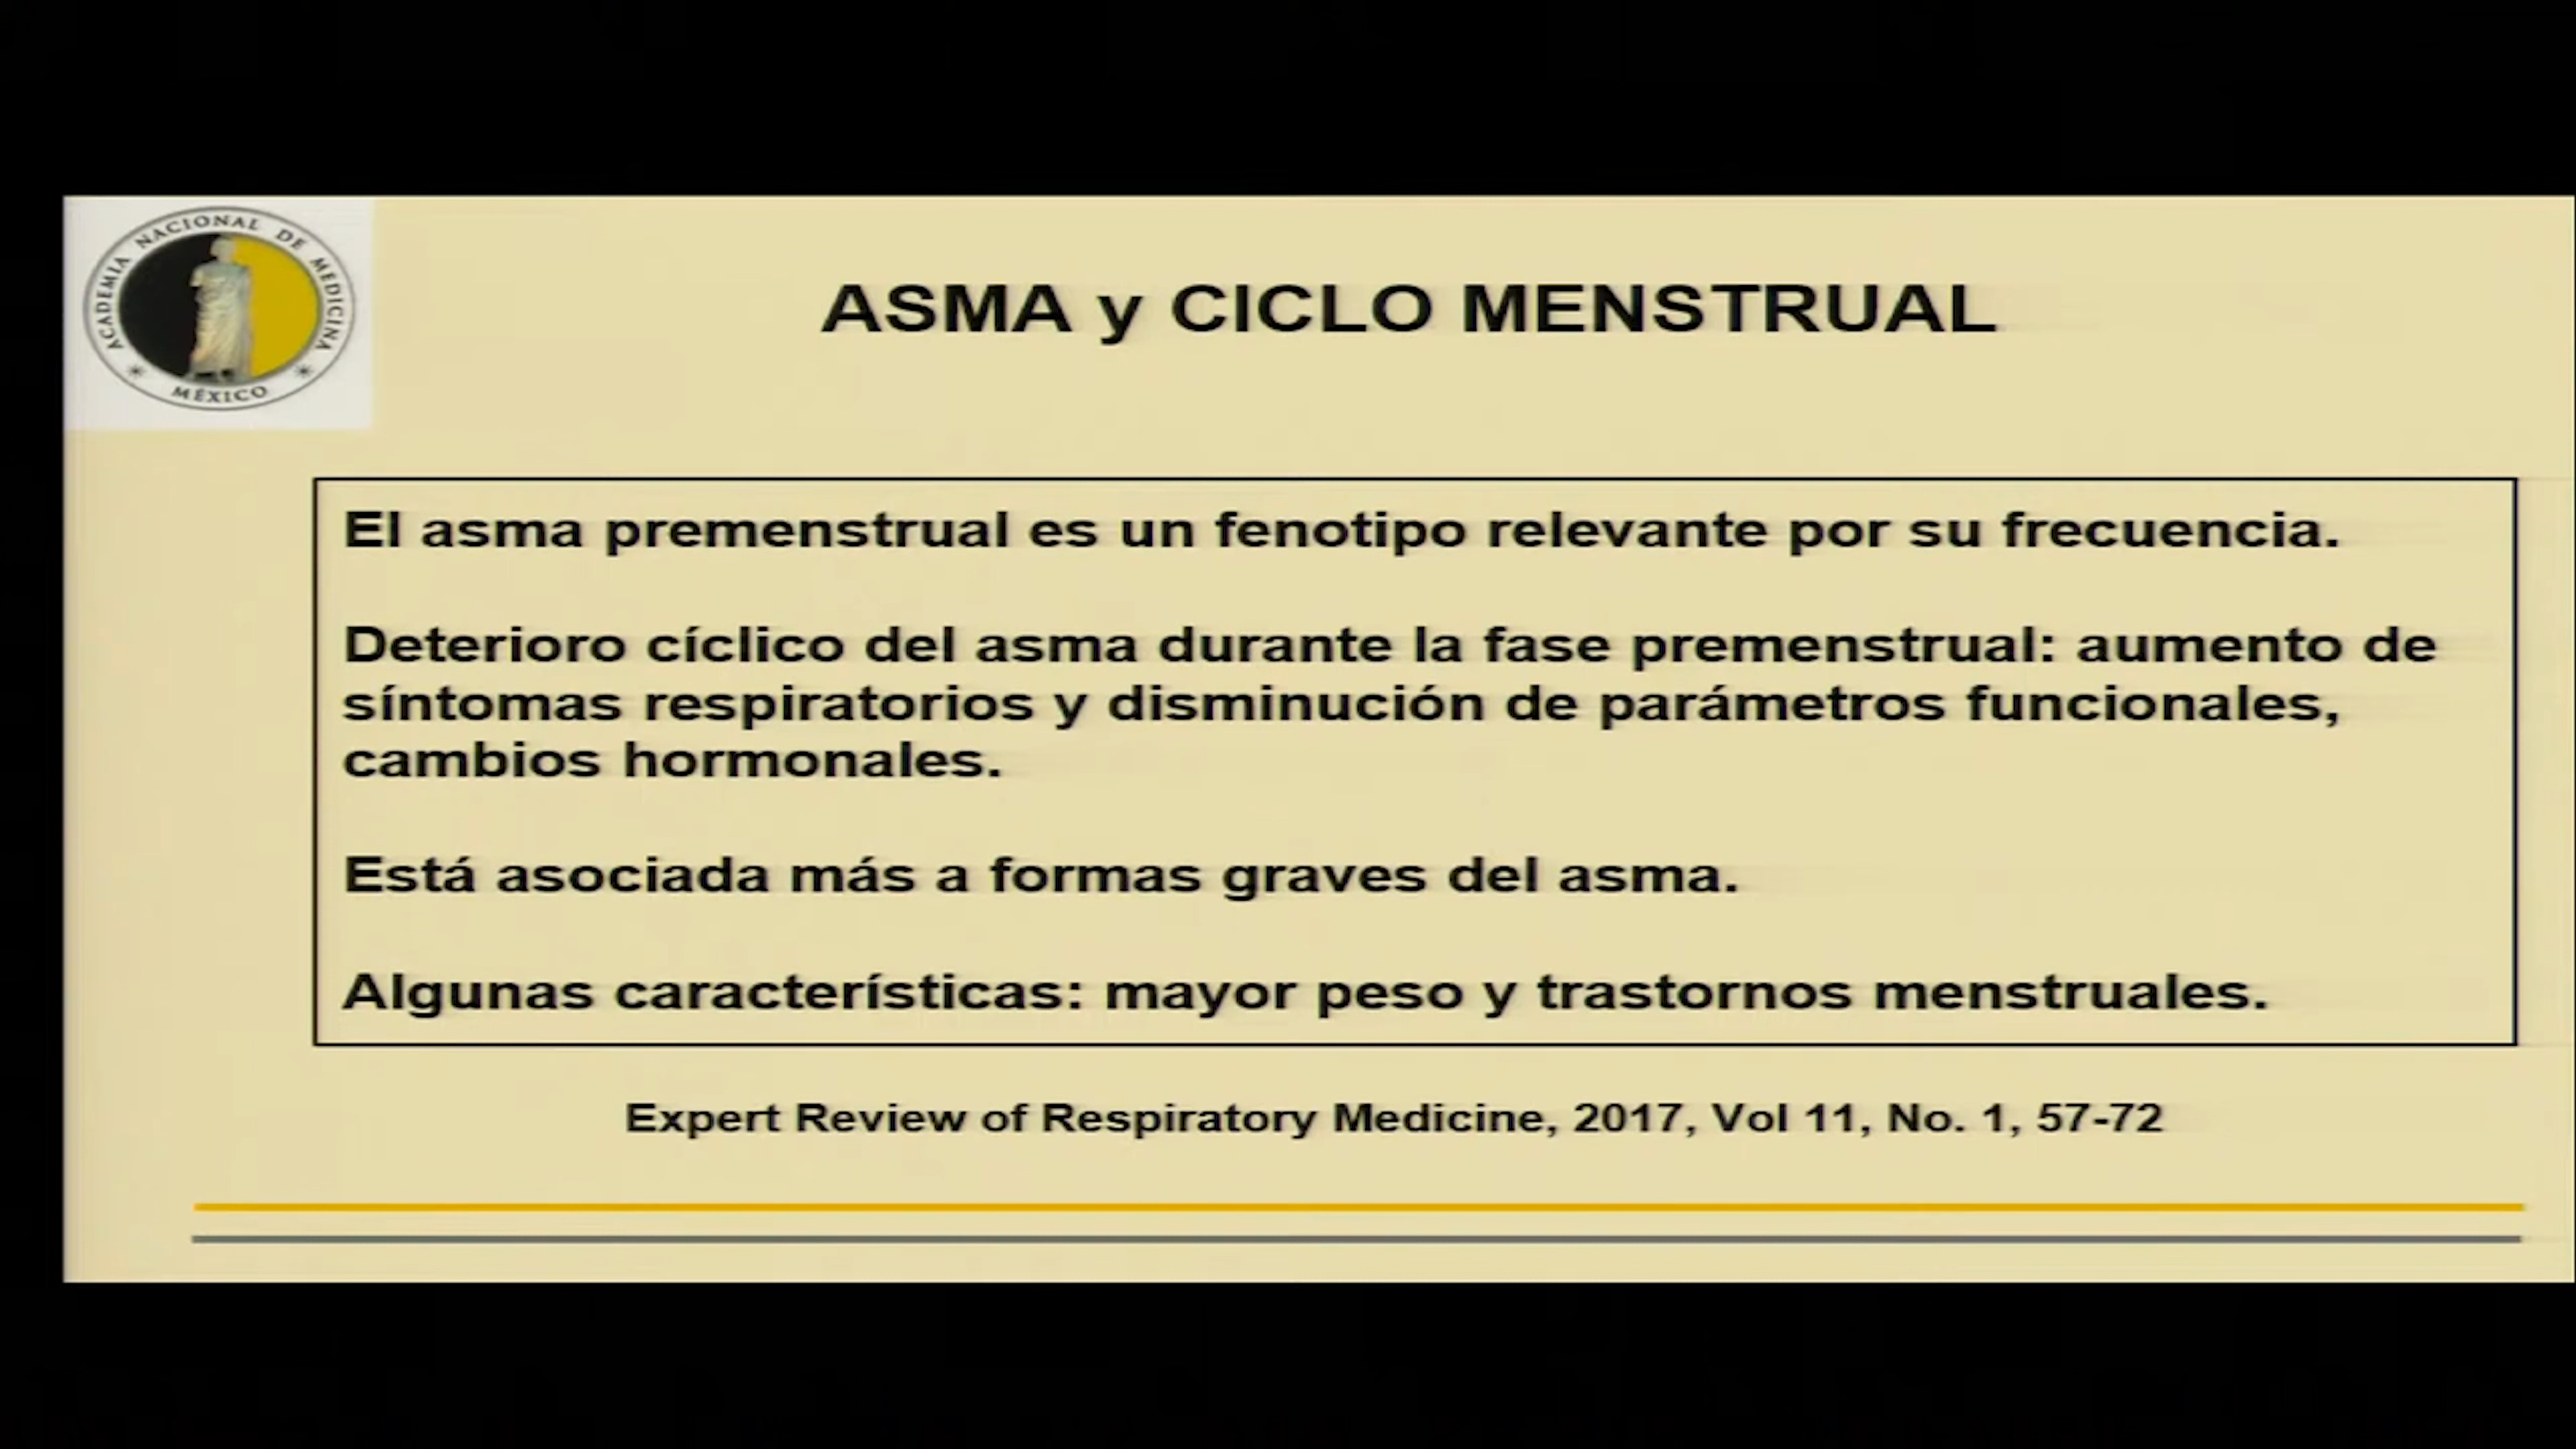 ACADEMIA NACIONAL DE MEDICINA
MÉXICO
ASMA y CICLO MENSTRUAL
El asma premenstrual es un fenotipo relevante por su frecuencia.
Deterioro cíclico del asma durante la fase premenstrual: aumento de
síntomas respiratorios y disminución de parámetros funcionales,
cambios hormonales.
Está asociada más a formas graves del asma.
Algunas características: mayor peso y trastornos menstruales.
Expert Review of Respiratory Medicine, 2017, Vol 11, No. 1, 57-72